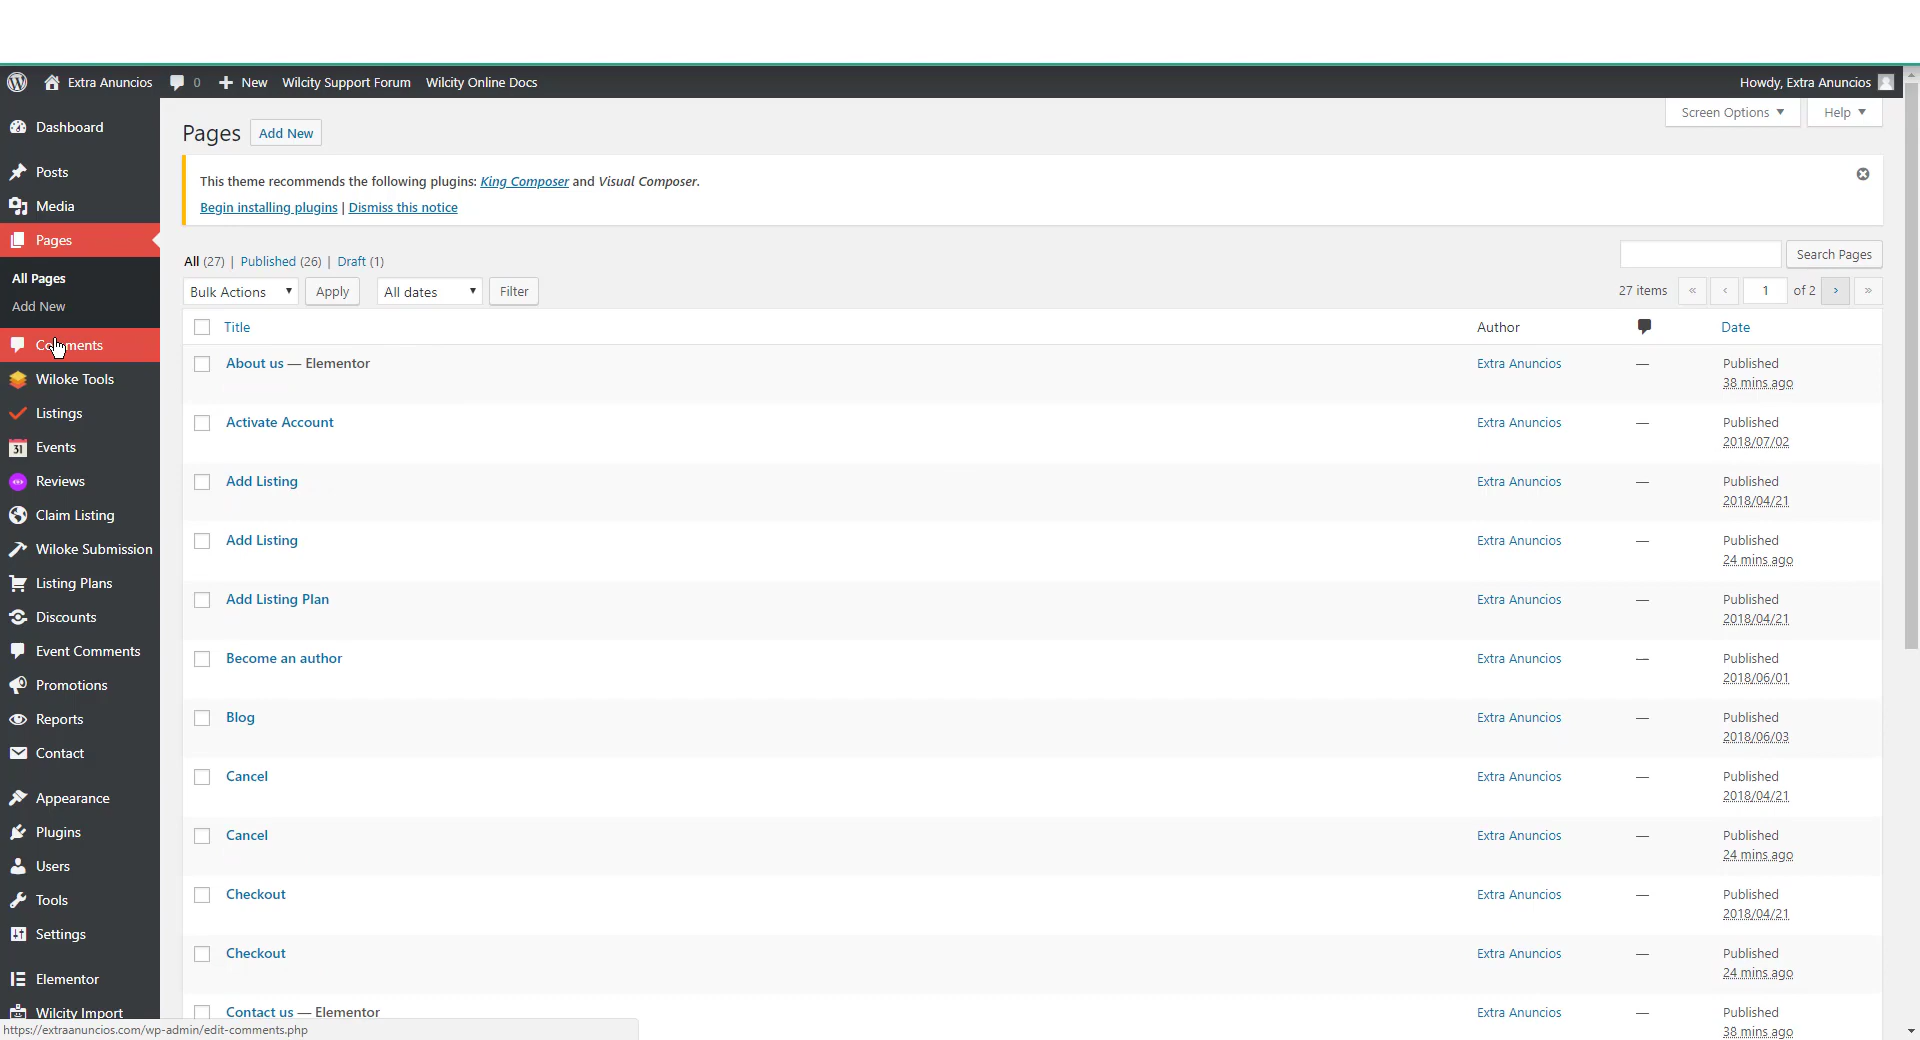 Extra Anuncios 0 New Wilcity Support Forum Wilcity Online Docs Howdy, Extra Anuncios
Dashboard
Posts
Media
Pages
All Pages
Add New
Comments
Wiloke Tools
Listings
31 Events
Reviews
Claim Listing
Wiloke Submission
Listing Plans
Discounts
Event Comments
Promotions
Reports
Contact
Appearance
Plugins
Users
Tools
Settings
Elementor
Wilcity Import
Screen Options Help
Pages Add New
This theme recommends the following plugins: King Composer and Visual Composer.
Begin installing plugins | Dismiss this notice
All (27) | Published (26) | Draft (1)
Search Pages
Bulk Actions Apply All dates Filter
27 items « ‹ 1 of 2 › »
Title Author Date
About us — Elementor Extra Anuncios — Published
38 mins ago
Activate Account Extra Anuncios — Published
2018/07/02
Add Listing Extra Anuncios — Published
2018/04/21
Add Listing Extra Anuncios — Published
24 mins ago
Add Listing Plan Extra Anuncios — Published
2018/04/21
Become an author Extra Anuncios — Published
2018/06/01
Blog Extra Anuncios — Published
2018/06/03
Cancel Extra Anuncios — Published
2018/04/21
Cancel Extra Anuncios — Published
24 mins ago
Checkout Extra Anuncios — Published
2018/04/21
Checkout Extra Anuncios — Published
24 mins ago
Contact us — Elementor Extra Anuncios — Published
38 mins ago
https://extraanuncios.com/wp-admin/edit-comments.php